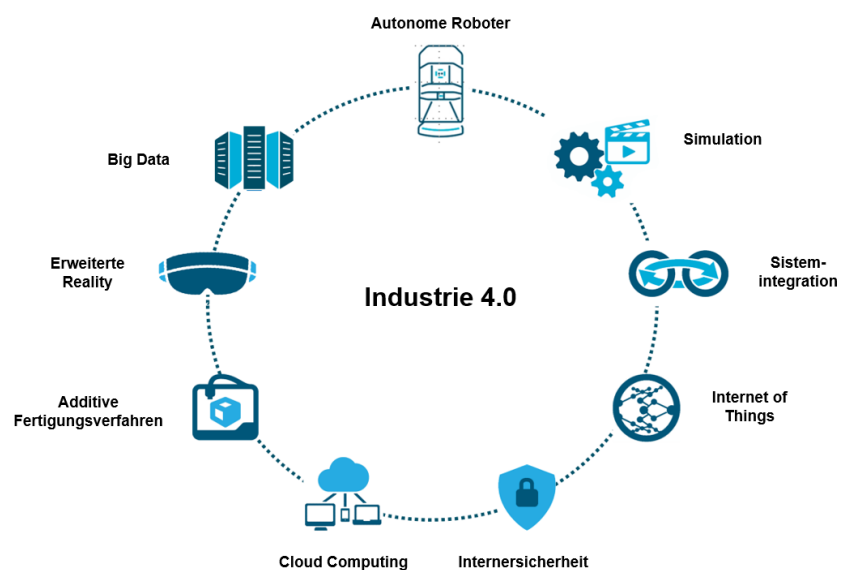 Autonome Roboter
Simulation
Sistem-
integration
Internet of
Things
Internersicherheit
Cloud Computing
Additive
Fertigungsverfahren
Erweiterte
Reality
Big Data
Industrie 4.0